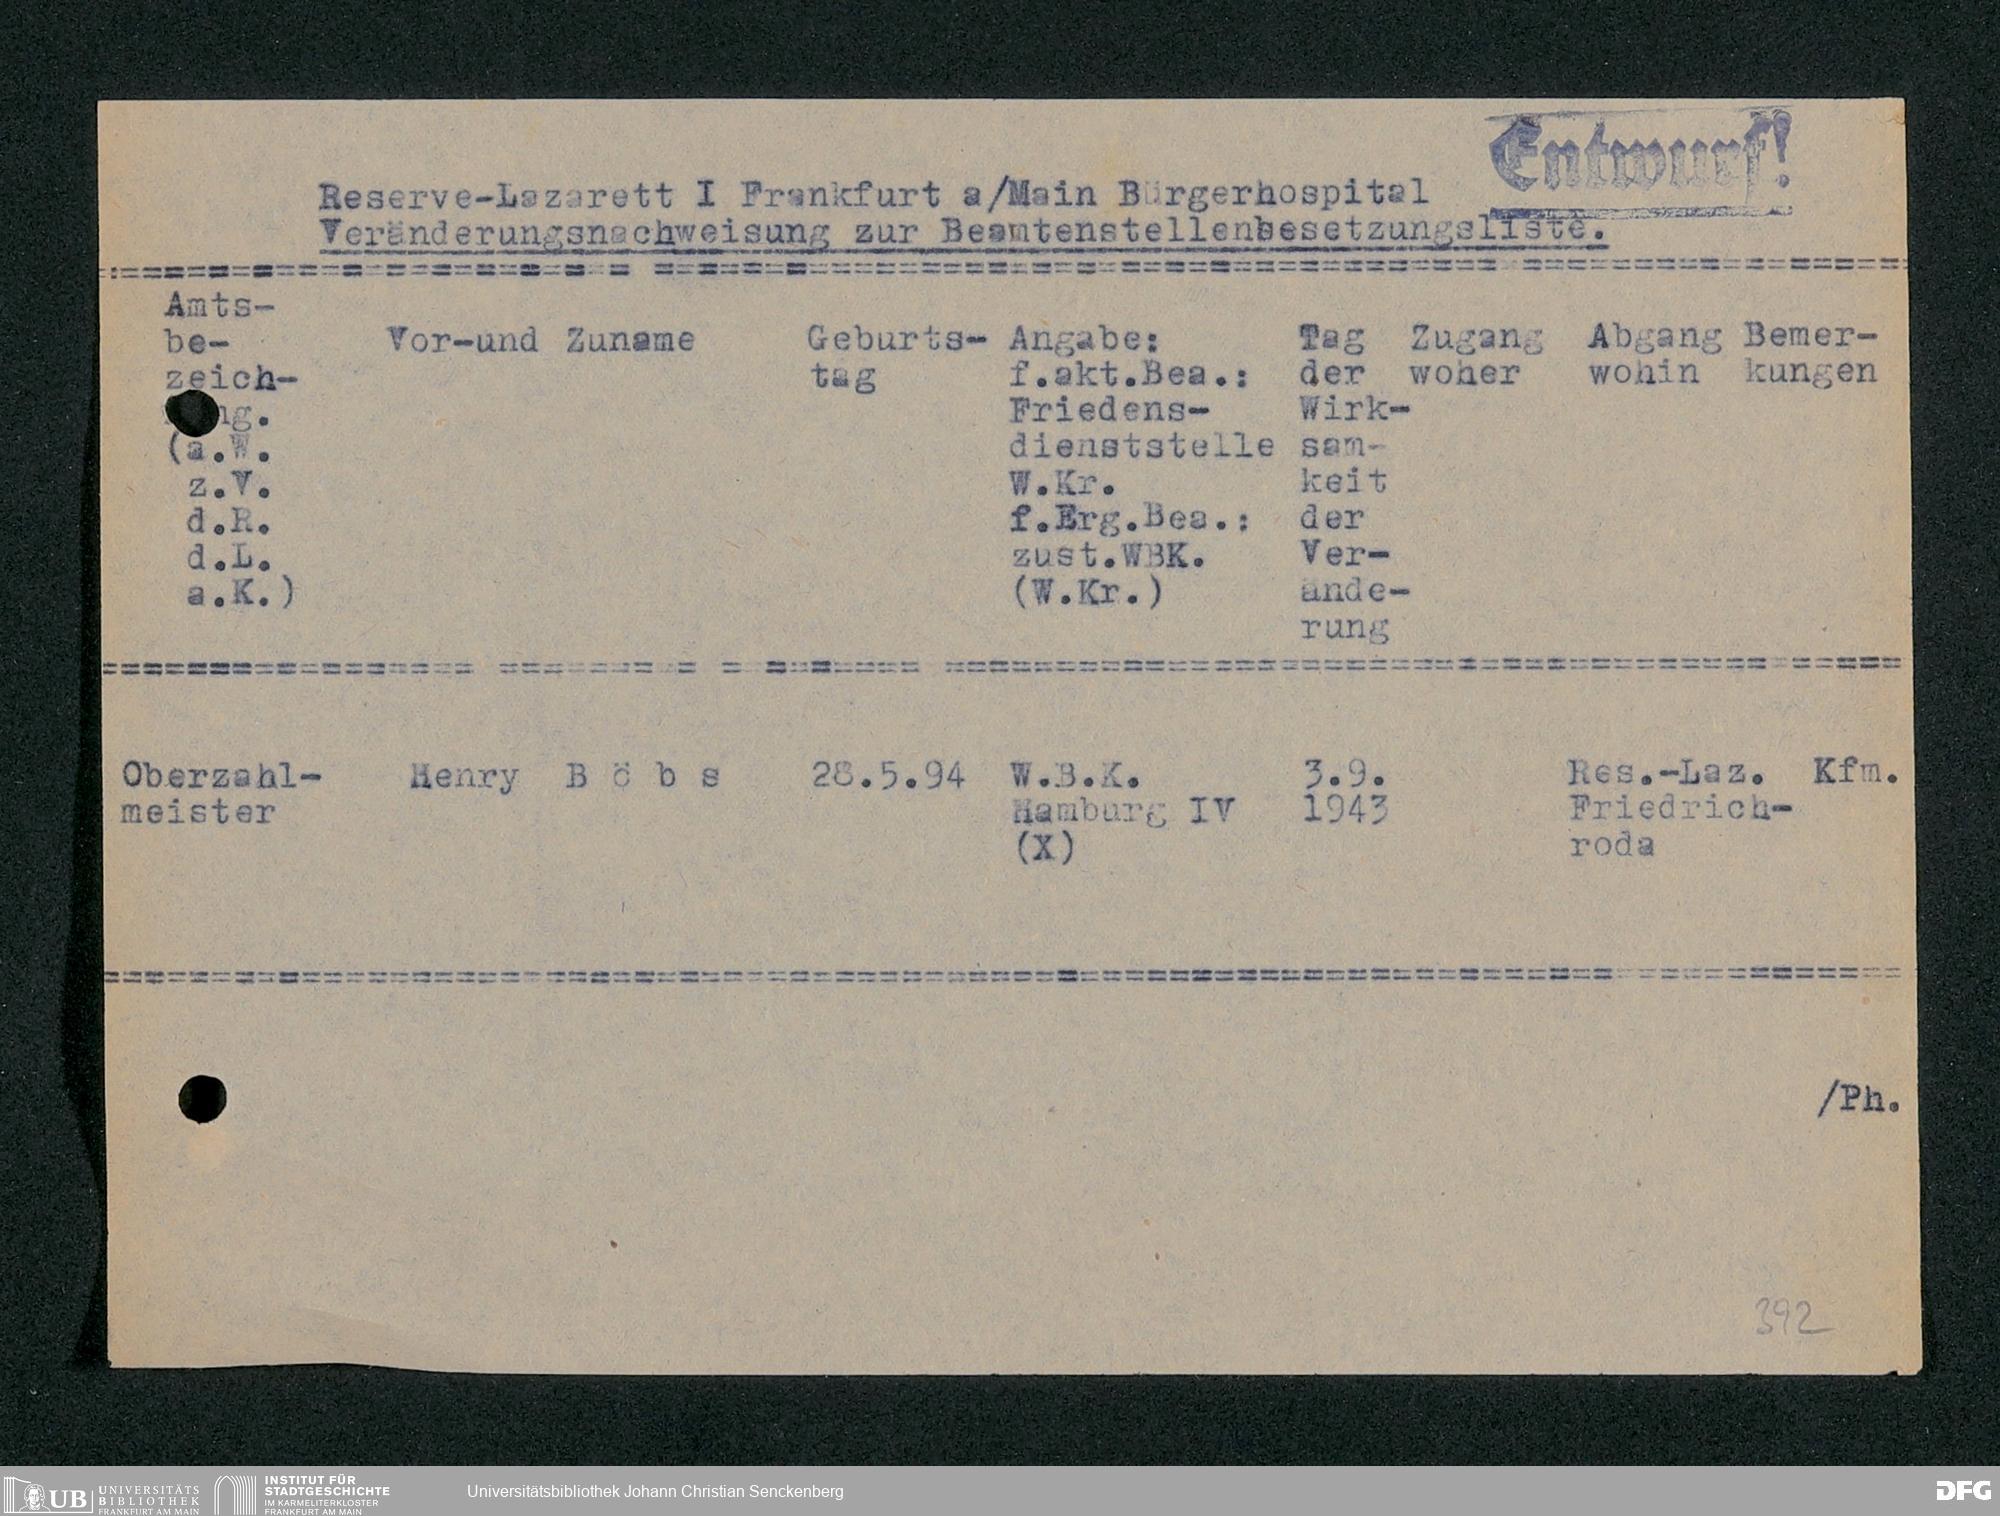 Entwurf!
Reserve-Lazarett I Frankfurt a/Main Bürgerhospital
Veränderungsnachweisung zur Beamtenstellenbesetzungsliste.
Amts-
be-
zeich-
ng.
(a.W.
z.V.
d.R.
d.L.
a.K.)
Vor-und Zuname
Geburts-
tag
Angabe:
f.akt.Bea.:
Friedens-
dienststelle
W.Kr.
f.Erg.Bea.:
zust.WBK.
(W.Kr.)
Tag
der
Wirk-
sam-
keit
der
Ver-
ände-
rung
Zugang
woher
Abgang
wohin
Bemer-
kungen
Oberzahl-
meister
Henry B ö b s
28.5.94
W.B.K.
Hamburg IV
(X)
3.9.
1943
Res.-Laz.
Friedrich-
roda
Kfm.
/Ph.
392
UB UNIVERSITÄTS
BIBLIOTHEK
FRANKFURT AM MAIN
INSTITUT FÜR
STADTGESCHICHTE
IM KARMELITERKLOSTER
FRANKFURT AM MAIN
Universitätsbibliothek Johann Christian Senckenberg
DFG